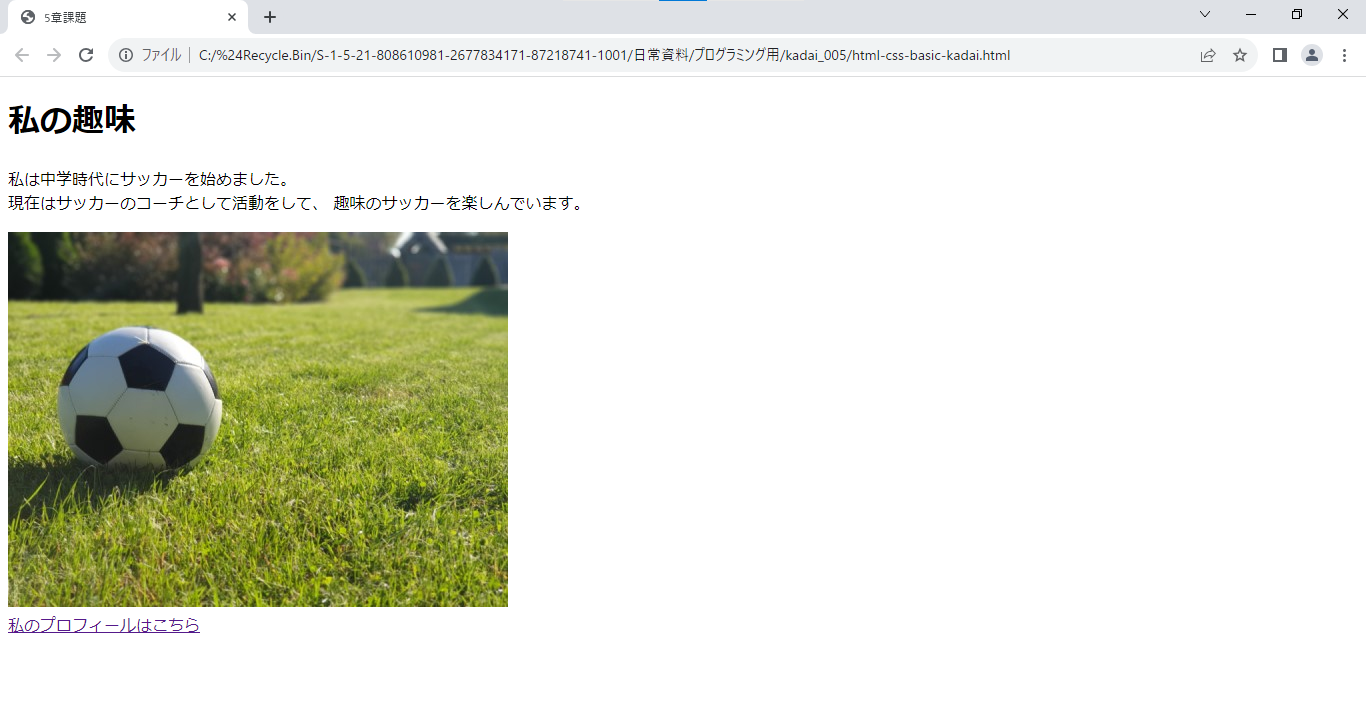 5章課題
ファイル
C:/%24Recycle.Bin/S-1-5-21-808610981-2677834171-87218741-1001/日常資料/プログラミング用/kadai_005/html-css-basic-kadai.html
私の趣味
私は中学時代にサッカーを始めました。
現在はサッカーのコーチとして活動をして、 趣味のサッカーを楽しんでいます。
私のプロフィールはこちら